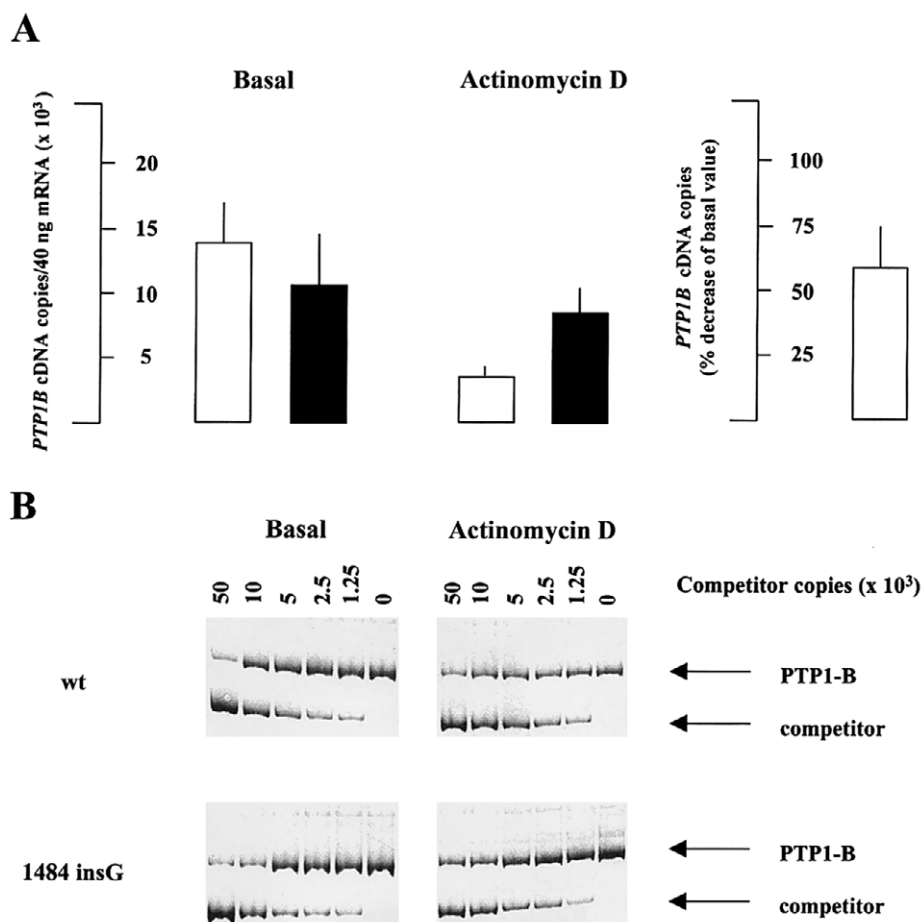 A
Basal
Actinomycin D
PTP1B cDNA copies/40 ng mRNA (x 10³)
20
15
10
5
PTP1B cDNA copies
(% decrease of basal value)
100
75
50
25
B
Basal
Actinomycin D
50 10 5 2.5 1.25 0
50 10 5 2.5 1.25 0
Competitor copies (x 10³)
wt
PTP1-B
competitor
1484 insG
PTP1-B
competitor